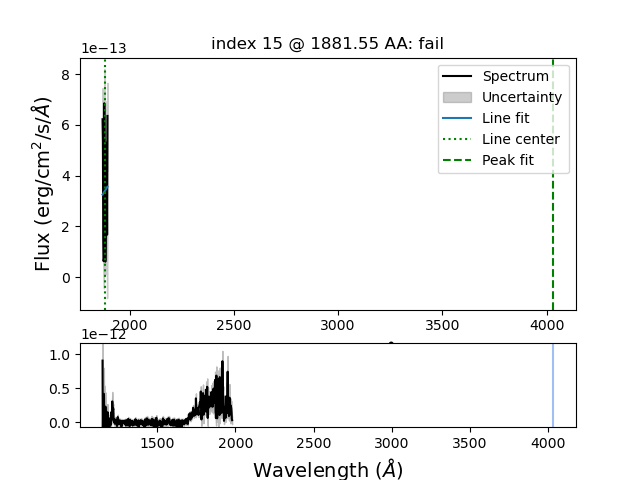 index 15 @ 1881.55 AA: fail
1e−13
8
6
4
2
0
Flux (erg/cm²/s/Å)
Spectrum
Uncertainty
Line fit
Line center
Peak fit
2000 2500 3000 3500 4000
1e−12
1.0
0.5
0.0
1500 2000 2500 3000 3500 4000
Wavelength (Å)